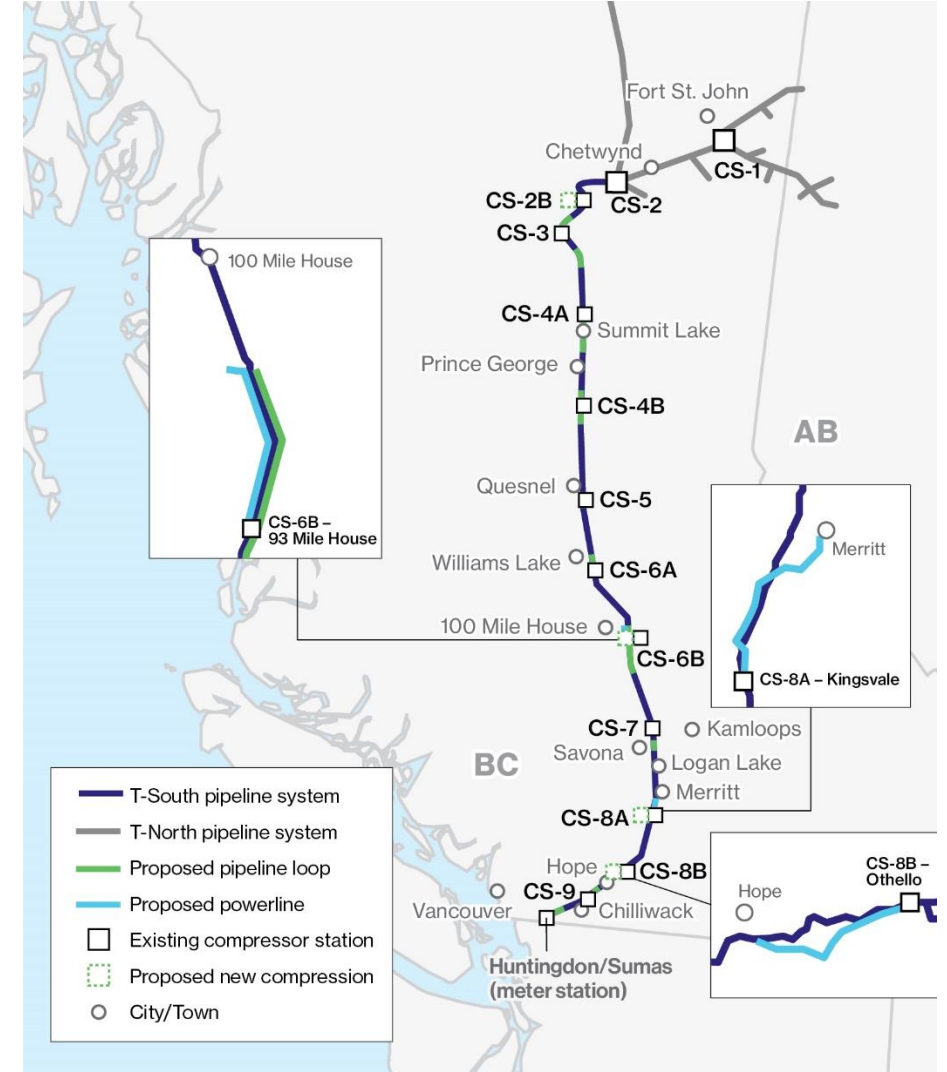 Fort St. John
Chetwynd
CS-1
CS-2B
CS-2
CS-3
100 Mile House
CS-4A
Summit Lake
Prince George
CS-4B
AB
Quesnel
CS-5
CS-6B –
93 Mile House
Merritt
Williams Lake
CS-6A
100 Mile House
CS-6B
CS-8A – Kingsvale
CS-7
Kamloops
Savona
BC
Logan Lake
Merritt
CS-8A
Hope
CS-8B
CS-9
Vancouver
Chilliwack
CS-8B –
Othello
Hope
Huntingdon/Sumas
(meter station)
T-South pipeline system
T-North pipeline system
Proposed pipeline loop
Proposed powerline
Existing compressor station
Proposed new compression
City/Town